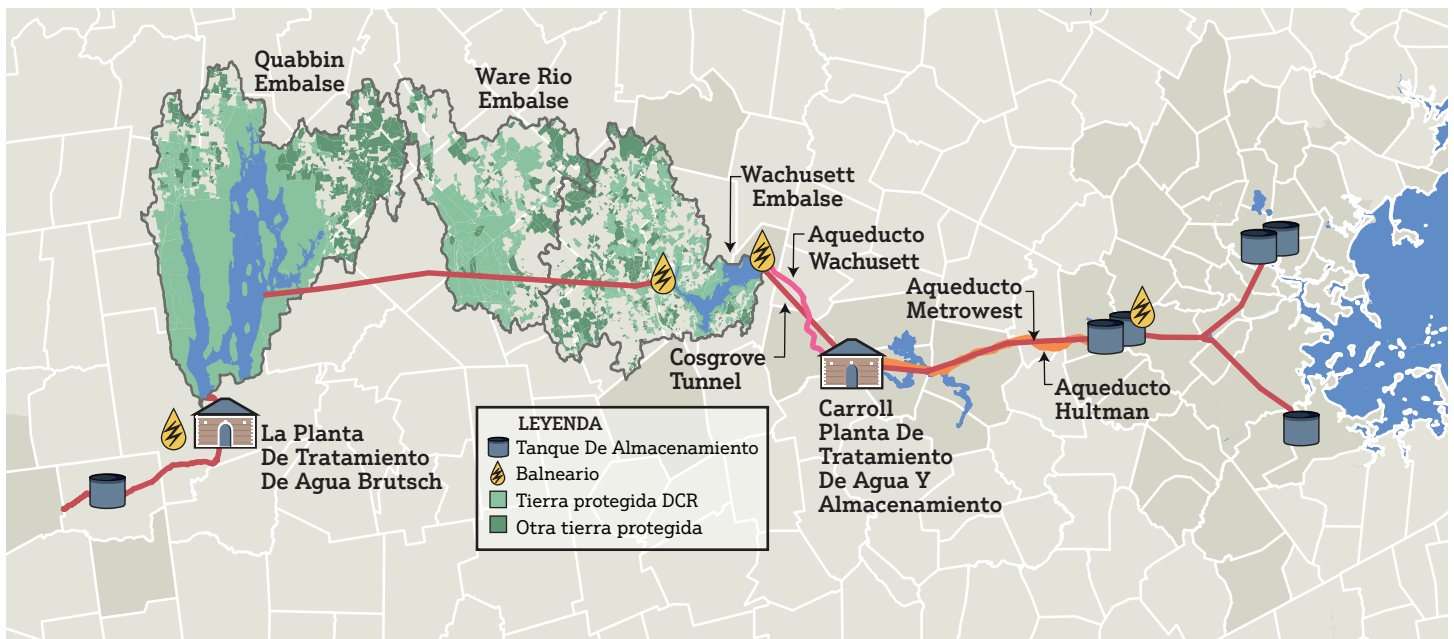 Quabbin
Embalse
Ware Rio
Embalse
Wachusett
Embalse
Aqueducto
Wachusett
Aqueducto
Metrowest
Cosgrove
Tunnel
Aqueducto
Hultman
Carroll
Planta De
Tratamiento
De Agua Y
Almacenamiento
La Planta
De Tratamiento
De Agua Brutsch
LEYENDA
Tanque De Almacenamiento
Balneario
Tierra protegida DCR
Otra tierra protegida